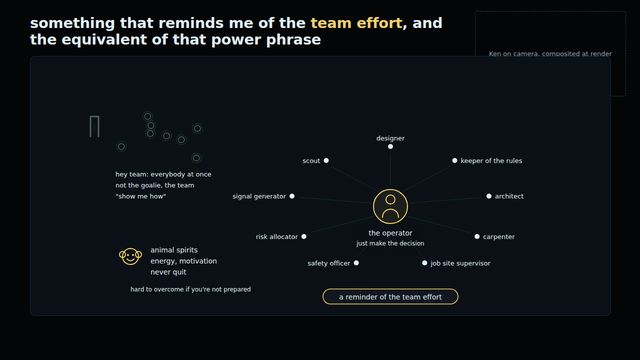 something that reminds me of the team effort, and
the equivalent of that power phrase
Ken on camera, composited at render
hey team: everybody at once
not the goalie, the team
"show me how"
animal spirits
energy, motivation
never quit
hard to overcome if you're not prepared
designer
scout
keeper of the rules
signal generator
architect
risk allocator
carpenter
the operator
just make the decision
safety officer
job site supervisor
a reminder of the team effort